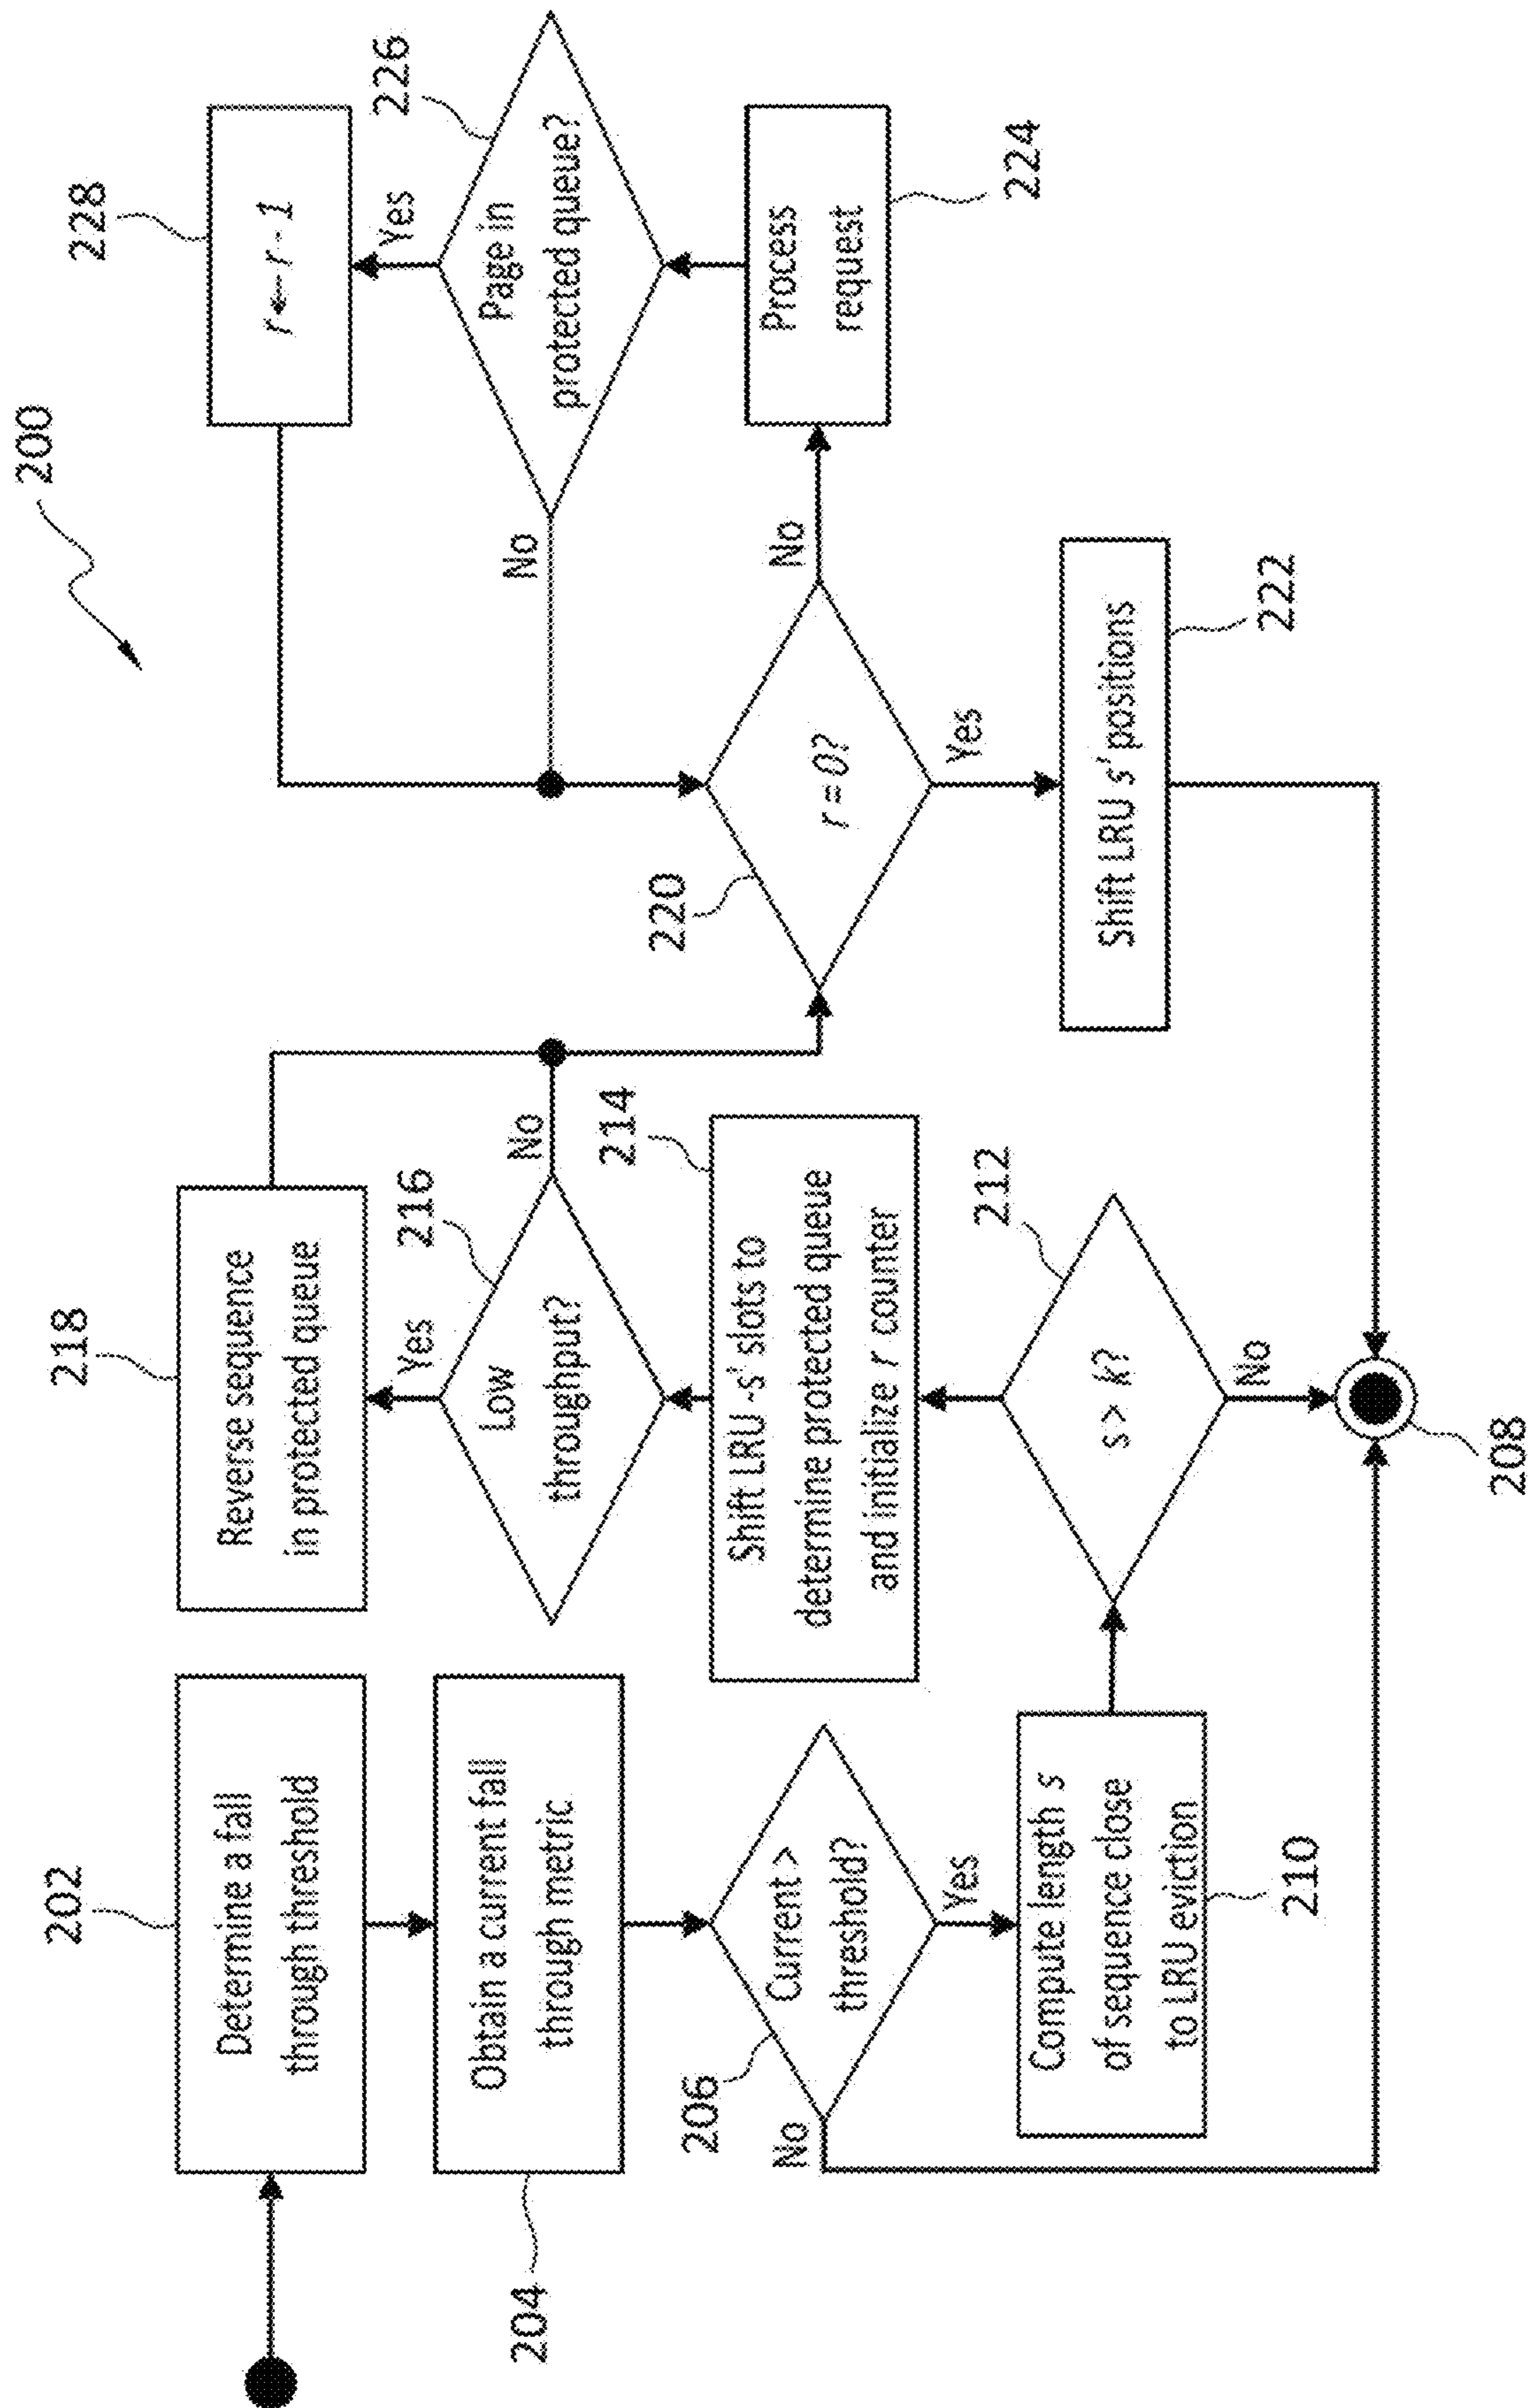 200
202
Determine a fall
through threshold
204
Obtain a current fall
through metric
206
Current >
threshold?
No
Yes
Compute length s
of sequence close
to LRU eviction
210
212
s > k?
No
208
214
Shift LRU -s' slots to
determine protected queue
and initialize r counter
216
Low
throughput?
Yes
No
218
Reverse sequence
in protected queue
220
r = 0?
No
Yes
Shift LRU s' positions
222
Process
request
224
226
Page in
protected queue?
No
Yes
228
r ← r - 1